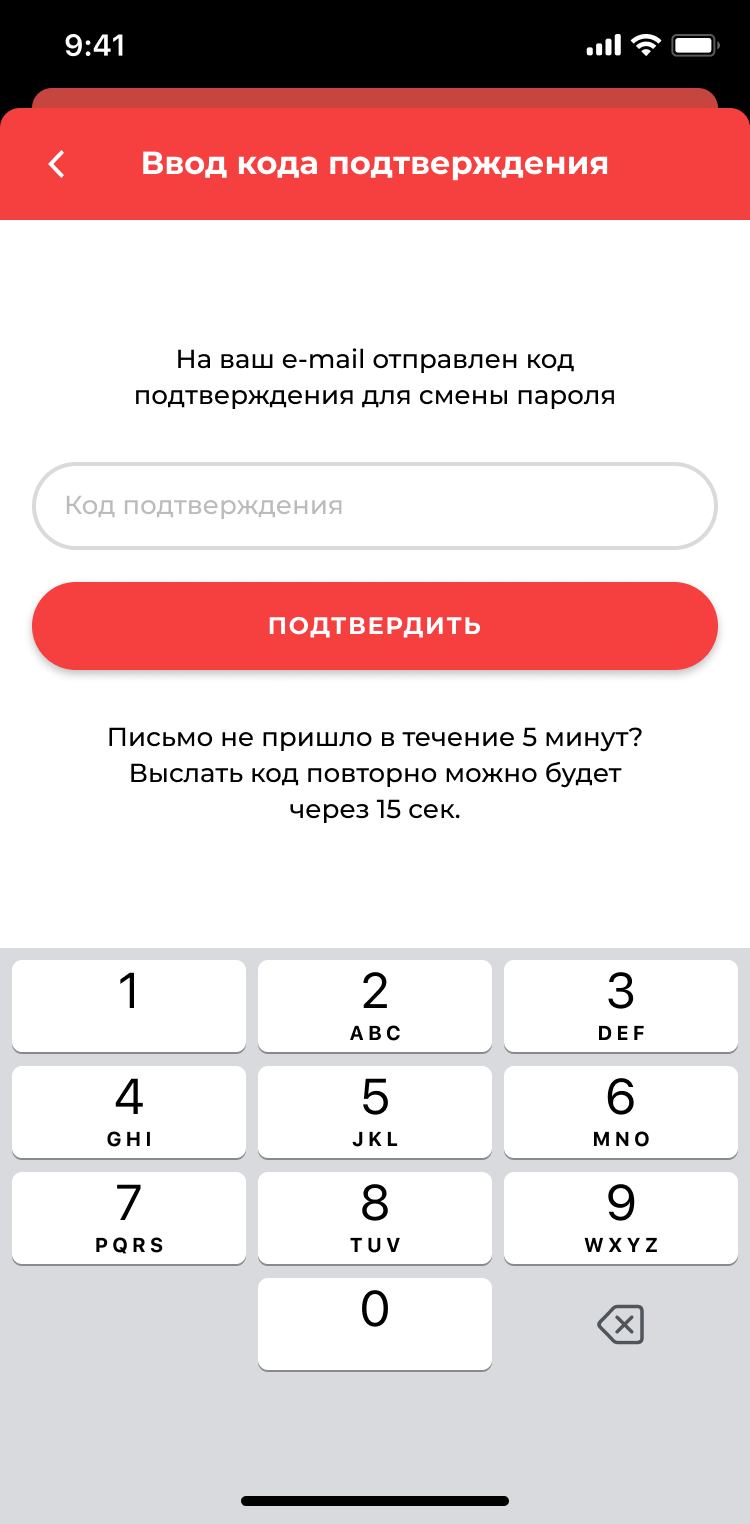 9:41
Ввод кода подтверждения
На ваш e-mail отправлен код
подтверждения для смены пароля
Код подтверждения
ПОДТВЕРДИТЬ
Письмо не пришло в течение 5 минут?
Выслать код повторно можно будет
через 15 сек.
1 2 3
ABC DEF
4 5 6
GHI JKL MNO
7 8 9
PQRS TUV WXYZ
0